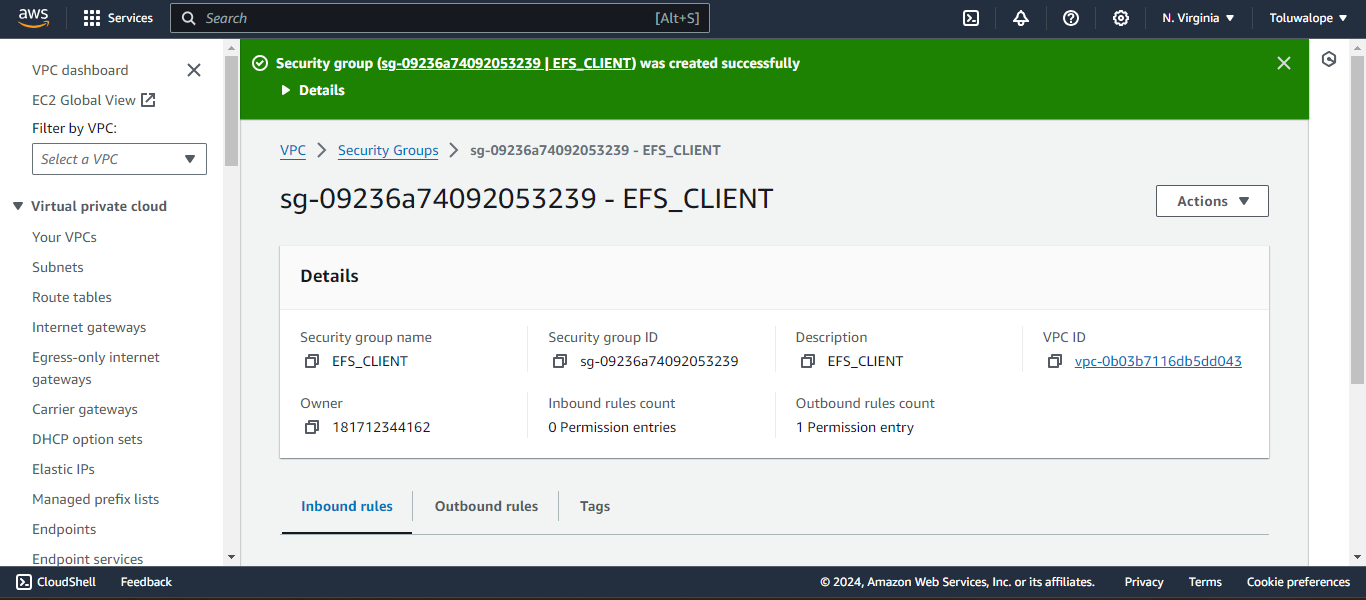 aws
Services
Search
[Alt+S]
N. Virginia
Toluwalope
VPC dashboard
EC2 Global View
Filter by VPC:
Select a VPC
Virtual private cloud
Your VPCs
Subnets
Route tables
Internet gateways
Egress-only internet
gateways
Carrier gateways
DHCP option sets
Elastic IPs
Managed prefix lists
Endpoints
Endpoint services
Security group (sg-09236a74092053239 | EFS_CLIENT) was created successfully
Details
VPC
Security Groups
sg-09236a74092053239 - EFS_CLIENT
sg-09236a74092053239 - EFS_CLIENT
Actions
Details
Security group name
EFS_CLIENT
Security group ID
sg-09236a74092053239
Description
EFS_CLIENT
VPC ID
vpc-0b03b7116db5dd043
Owner
181712344162
Inbound rules count
0 Permission entries
Outbound rules count
1 Permission entry
Inbound rules
Outbound rules
Tags
CloudShell
Feedback
© 2024, Amazon Web Services, Inc. or its affiliates.
Privacy
Terms
Cookie preferences